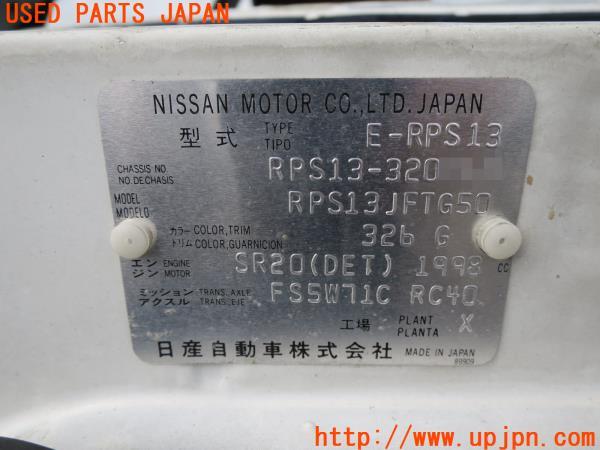 USED PARTS JAPAN
NISSAN MOTOR CO.,LTD. JAPAN
型式 TYPE TIPO E-RPS13
CHASSIS NO. NO. DE CHASIS RPS13-320
MODEL MODELO RPS13JFTG50
カラー COLOR, TRIM トリム COLOR, GUARNICION 326 G
エンジン ENGINE MOTOR SR20(DET) 1998 CC
ミッション TRANS. アクスル AXLE TRANS. EJE FS5W71C RC40
工場 PLANT PLANTA X
日産自動車株式会社 MADE IN JAPAN
89909
http://www.upjpn.com